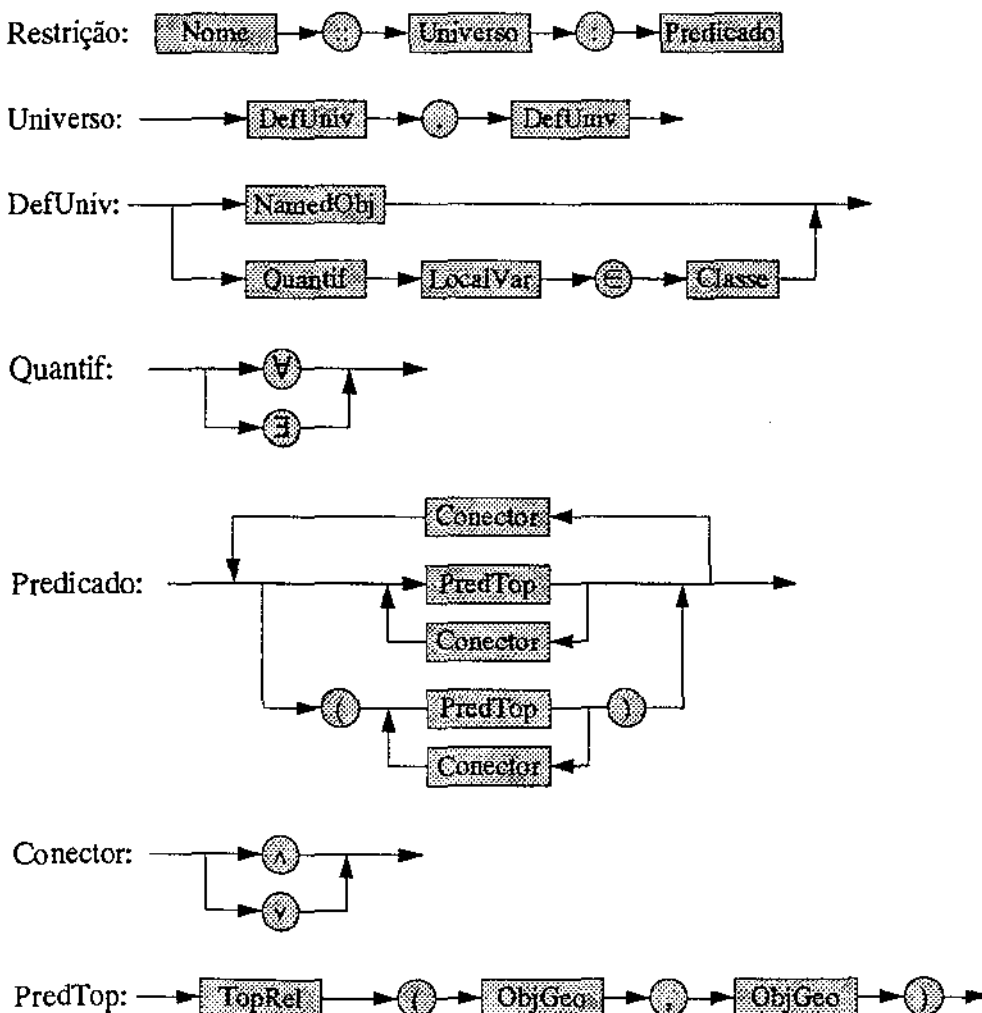 Restrição: Nome :: Universo : Predicado
Universo: DefUniv , DefUniv
DefUniv: NamedObj
Quantif LocalVar ∈ Classe
Quantif: ∀
∃
Conector
Predicado: PredTop
Conector
( PredTop )
Conector
Conector: ∧
∨
PredTop: TopRel ( ObjGeo , ObjGeo )